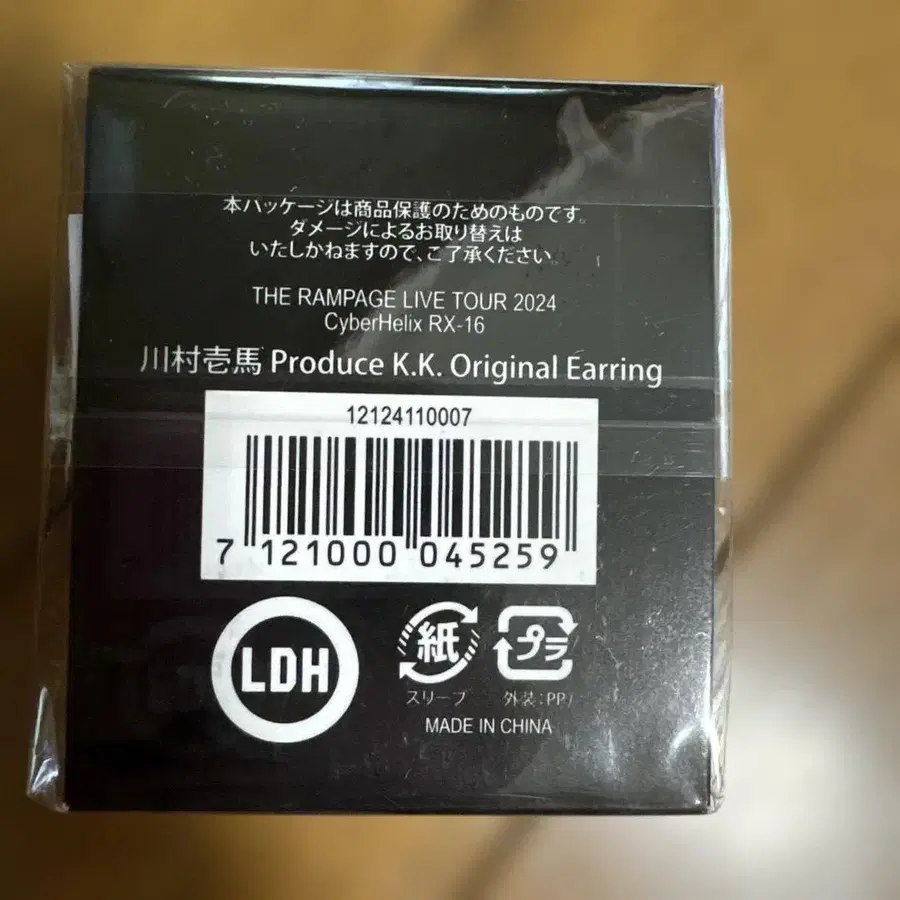 本パッケージは商品保護のためのものです。
ダメージによるお取り替えは
いたしかねますので、ご了承ください。
THE RAMPAGE LIVE TOUR 2024
CyberHelix RX-16
川村壱馬 Produce K.K. Original Earring
12124110007
7 121000 045259
LDH
紙 プラ
スリーブ 外装:PP
MADE IN CHINA